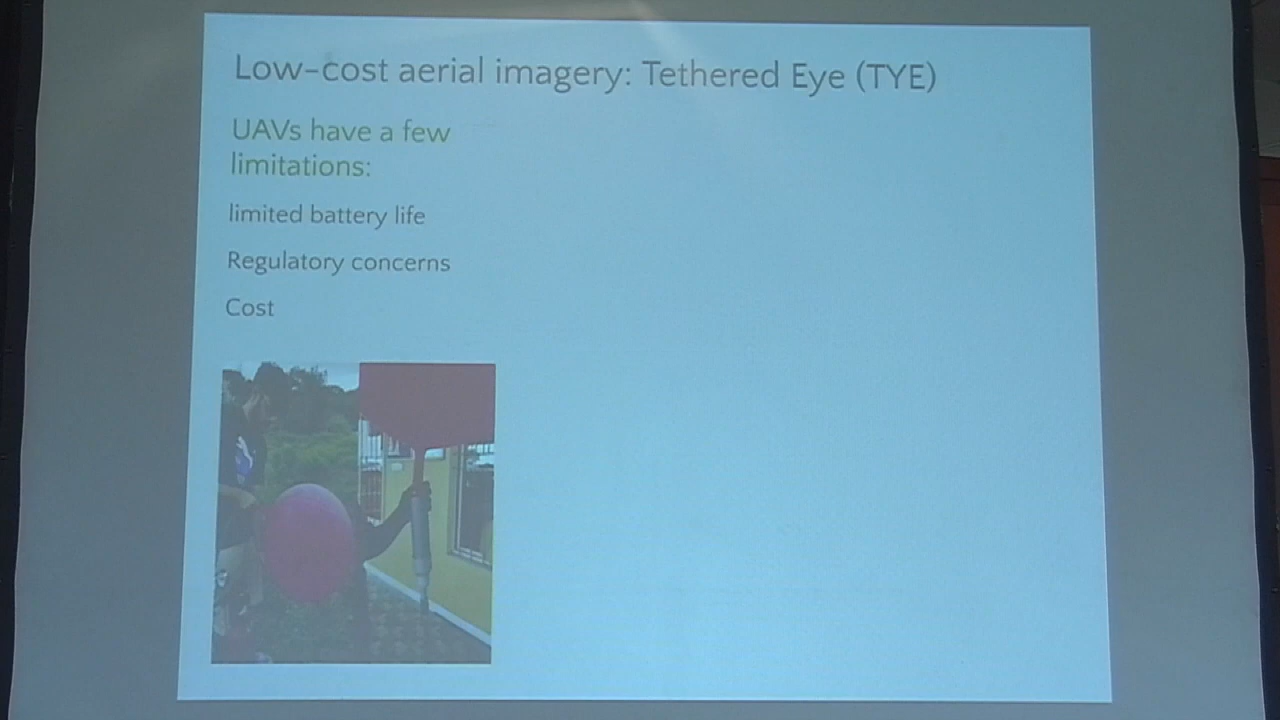 Low-cost aerial imagery: Tethered Eye (TYE)
UAVs have a few
limitations:
limited battery life
Regulatory concerns
Cost